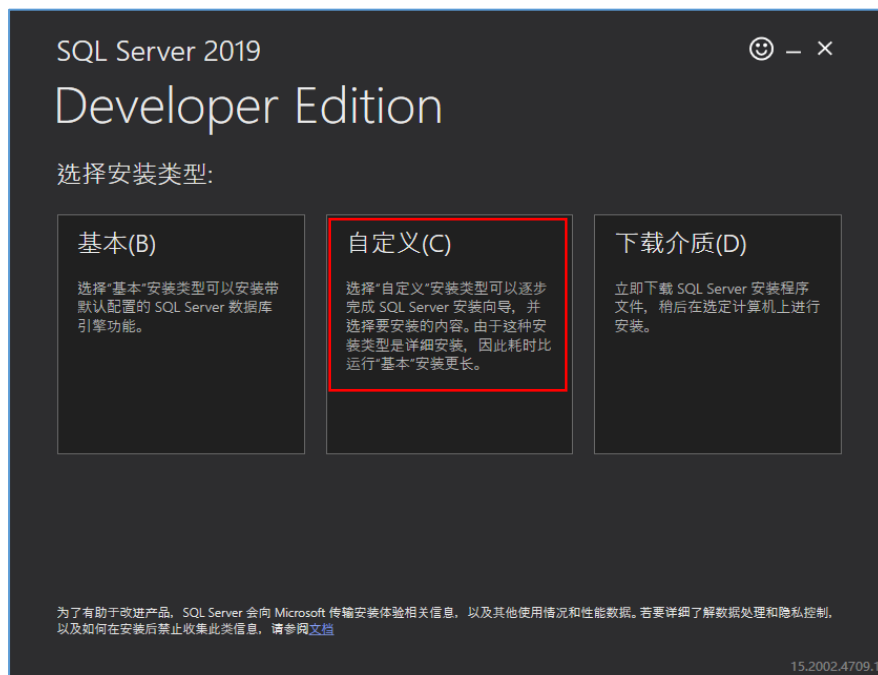 SQL Server 2019
Developer Edition
选择安装类型:
基本(B)
选择“基本”安装类型可以安装带
默认配置的 SQL Server 数据库
引擎功能。
自定义(C)
选择“自定义”安装类型可以逐步
完成 SQL Server 安装向导，并
选择要安装的内容。由于这种安
装类型是详细安装，因此耗时比
运行“基本”安装更长。
下载介质(D)
立即下载 SQL Server 安装程序
文件，稍后在选定计算机上进行
安装。
为了有助于改进产品，SQL Server 会向 Microsoft 传输安装体验相关信息，以及其他使用情况和性能数据。若要详细了解数据处理和隐私控制，
以及如何在安装后禁止收集此类信息，请参阅文档
15.2002.4709.1